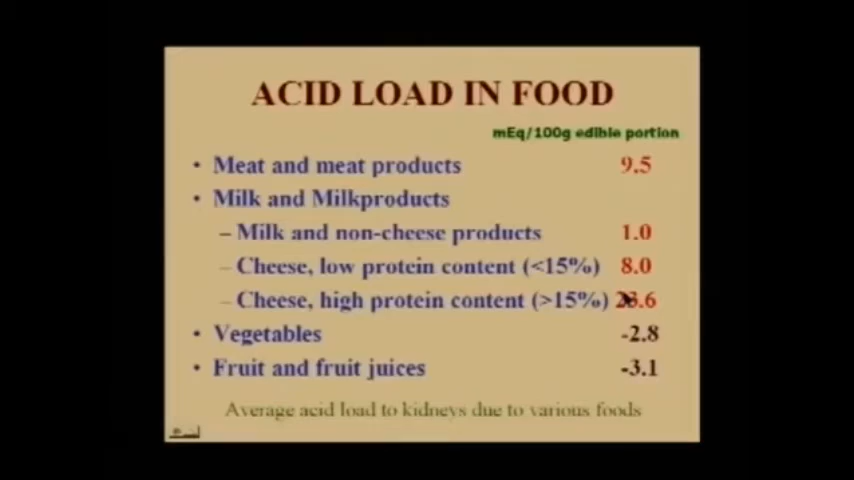 ACID LOAD IN FOOD
mEq/100g edible portion
• Meat and meat products 9.5
• Milk and Milkproducts
– Milk and non-cheese products 1.0
– Cheese, low protein content (<15%) 8.0
– Cheese, high protein content (>15%) 23.6
• Vegetables -2.8
• Fruit and fruit juices -3.1
Average acid load to kidneys due to various foods